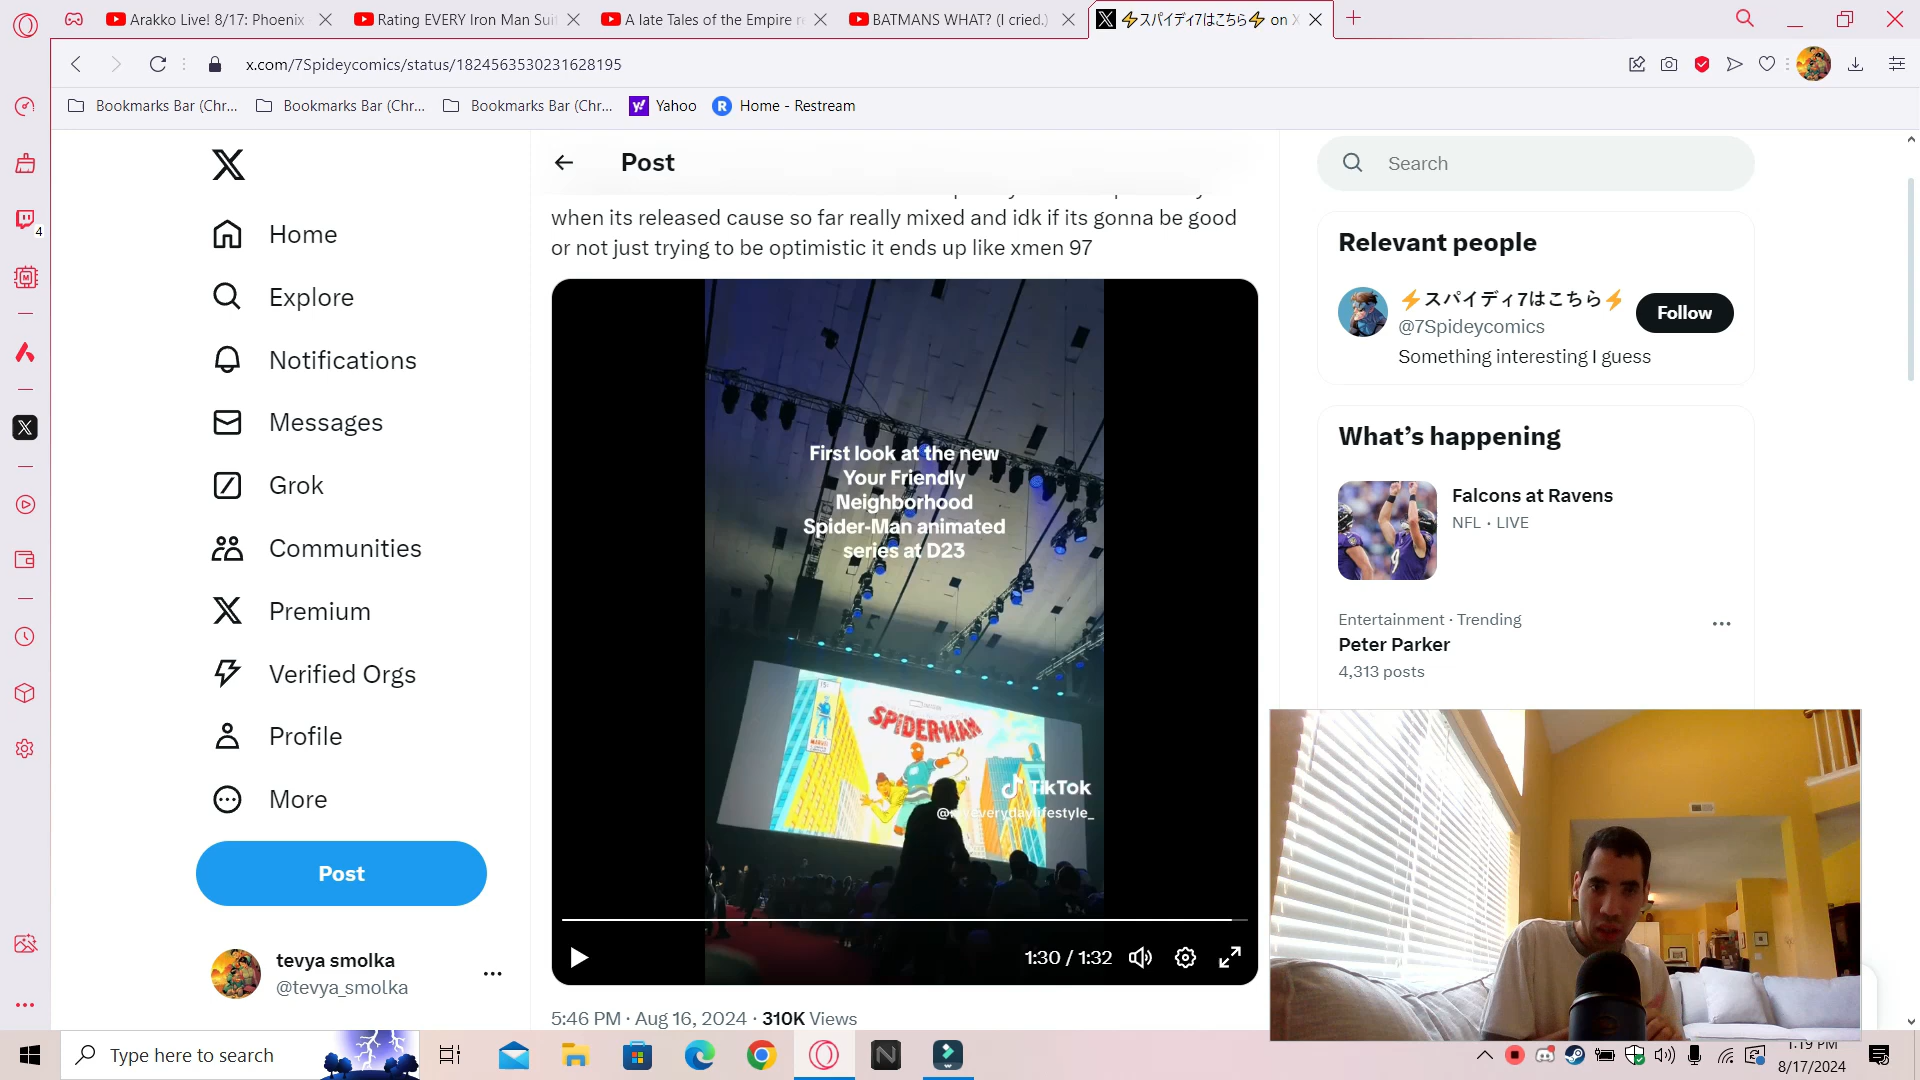 Arakko Live! 8/17: Phoenix
Rating EVERY Iron Man Sui
A late Tales of the Empire r
BATMANS WHAT? (I cried.)
⚡スパイディ7はこちら⚡ on X
x.com/7Spideycomics/status/1824563530231628195
Bookmarks Bar (Chr...
Bookmarks Bar (Chr...
Bookmarks Bar (Chr...
Yahoo
Home - Restream
4
Home
Explore
Notifications
Messages
Grok
Communities
Premium
Verified Orgs
Profile
More
Post
tevya smolka
@tevya_smolka
Post
when its released cause so far really mixed and idk if its gonna be good
or not just trying to be optimistic it ends up like xmen 97
First look at the new
Your Friendly
Neighborhood
Spider-Man animated
series at D23
SPIDER-MAN
TikTok
1:30 / 1:32
5:46 PM · Aug 16, 2024 · 310K Views
Search
Relevant people
⚡スパイディ7はこちら⚡
@7Spideycomics
Follow
Something interesting I guess
What’s happening
Falcons at Ravens
NFL · LIVE
Entertainment · Trending
Peter Parker
4,313 posts
Type here to search
1:19 PM
8/17/2024